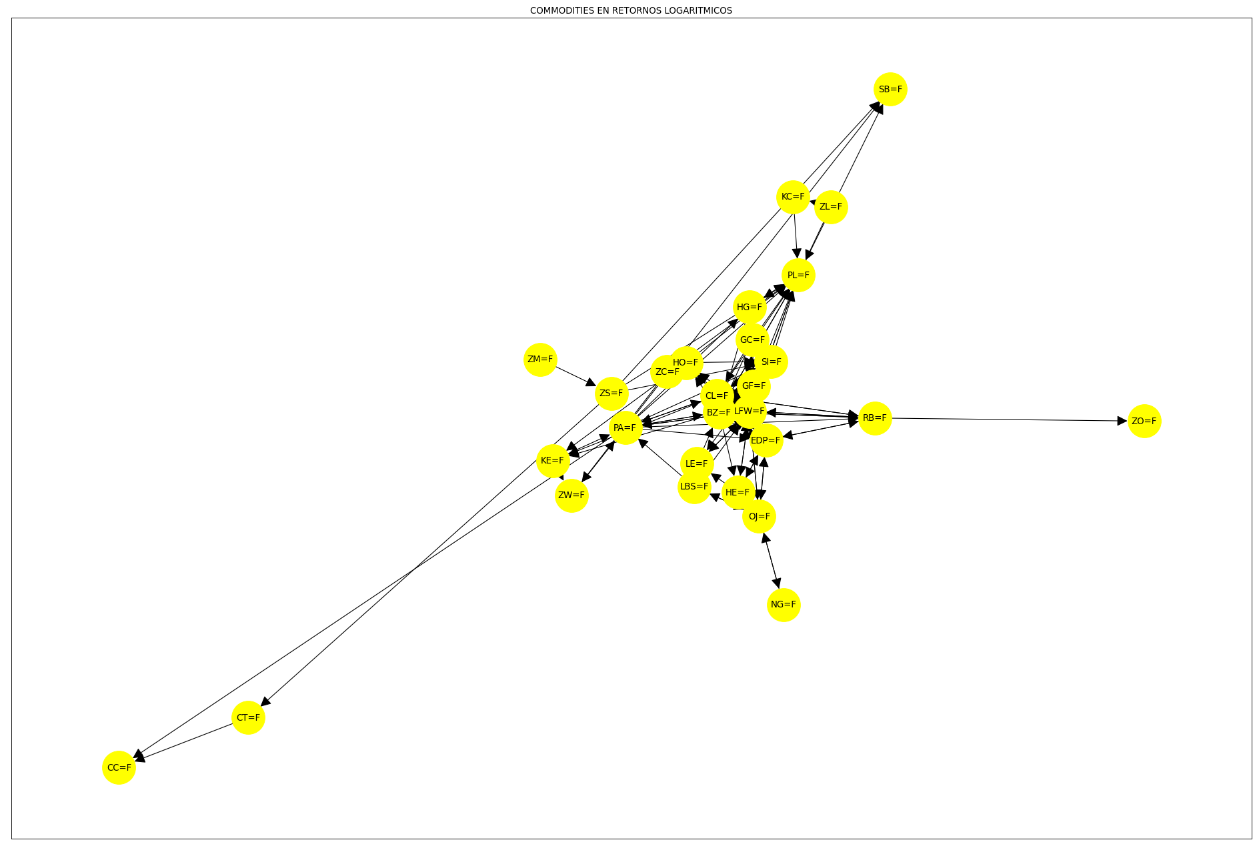 COMMODITIES EN RETORNOS LOGARITMICOS
SB=F
KC=F
ZL=F
PL=F
HG=F
GC=F
ZM=F
HO=F
SI=F
ZC=F
ZS=F
GF=F
CL=F
BZ=F
LFW=F
RB=F
ZO=F
PA=F
EDP=F
KE=F
LE=F
LBS=F
HE=F
ZW=F
OJ=F
NG=F
CT=F
CC=F